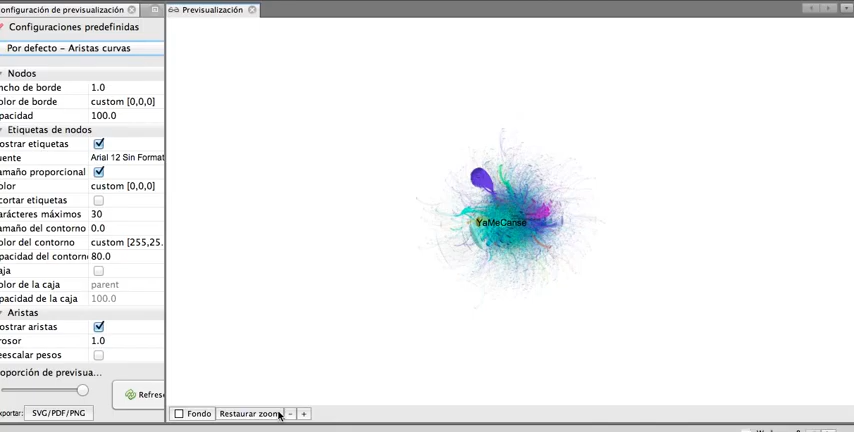 onfiguración de previsualización
Previsualización
Configuraciones predefinidas
Por defecto - Aristas curvas
Nodos
ncho de borde 1.0
olor de borde custom [0,0,0]
pacidad 100.0
Etiquetas de nodos
ostrar etiquetas
uente Arial 12 Sin Format
amaño proporcional
olor custom [0,0,0]
cortar etiquetas
arácteres máximos 30
amaño del contorno 0.0
olor del contorno custom [255,25.
pacidad del contorn 80.0
aja
olor de la caja parent
pacidad de la caja 100.0
Aristas
ostrar aristas
rosor 1.0
eescalar pesos
oporción de previsua...
Refres
xportar: SVG/PDF/PNG
YaMeCanse
Fondo Restaurar zoom - +